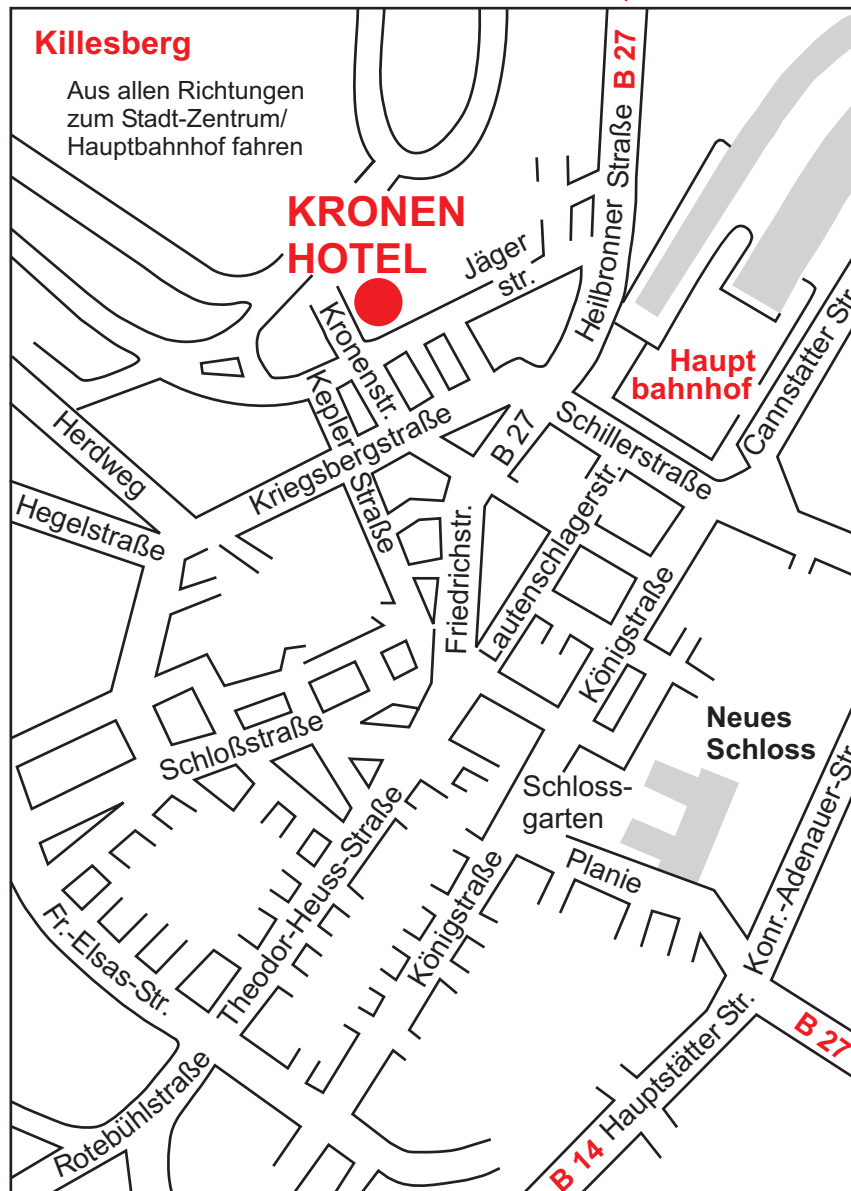 Killesberg
Aus allen Richtungen
zum Stadt-Zentrum/
Hauptbahnhof fahren
B 27
KRONEN
HOTEL
Jäger
str.
Heilbronner Straße
Kronenstr.
Kepler
Straße
Haupt
bahnhof
Cannstatter Str.
Herdweg
Kriegsbergstraße
B 27
Schillerstraße
Hegelstraße
Friedrichstr.
Lautenschlagerstr.
Königstraße
Neues
Schloss
Schloßstraße
Schloss-
garten
Konr.-Adenauer-Str.
Planie
Theodor-Heuss-Straße
Königstraße
Fr.-Elsas-Str.
Rotebühlstraße
Hauptstätter Str.
B 27
B 14